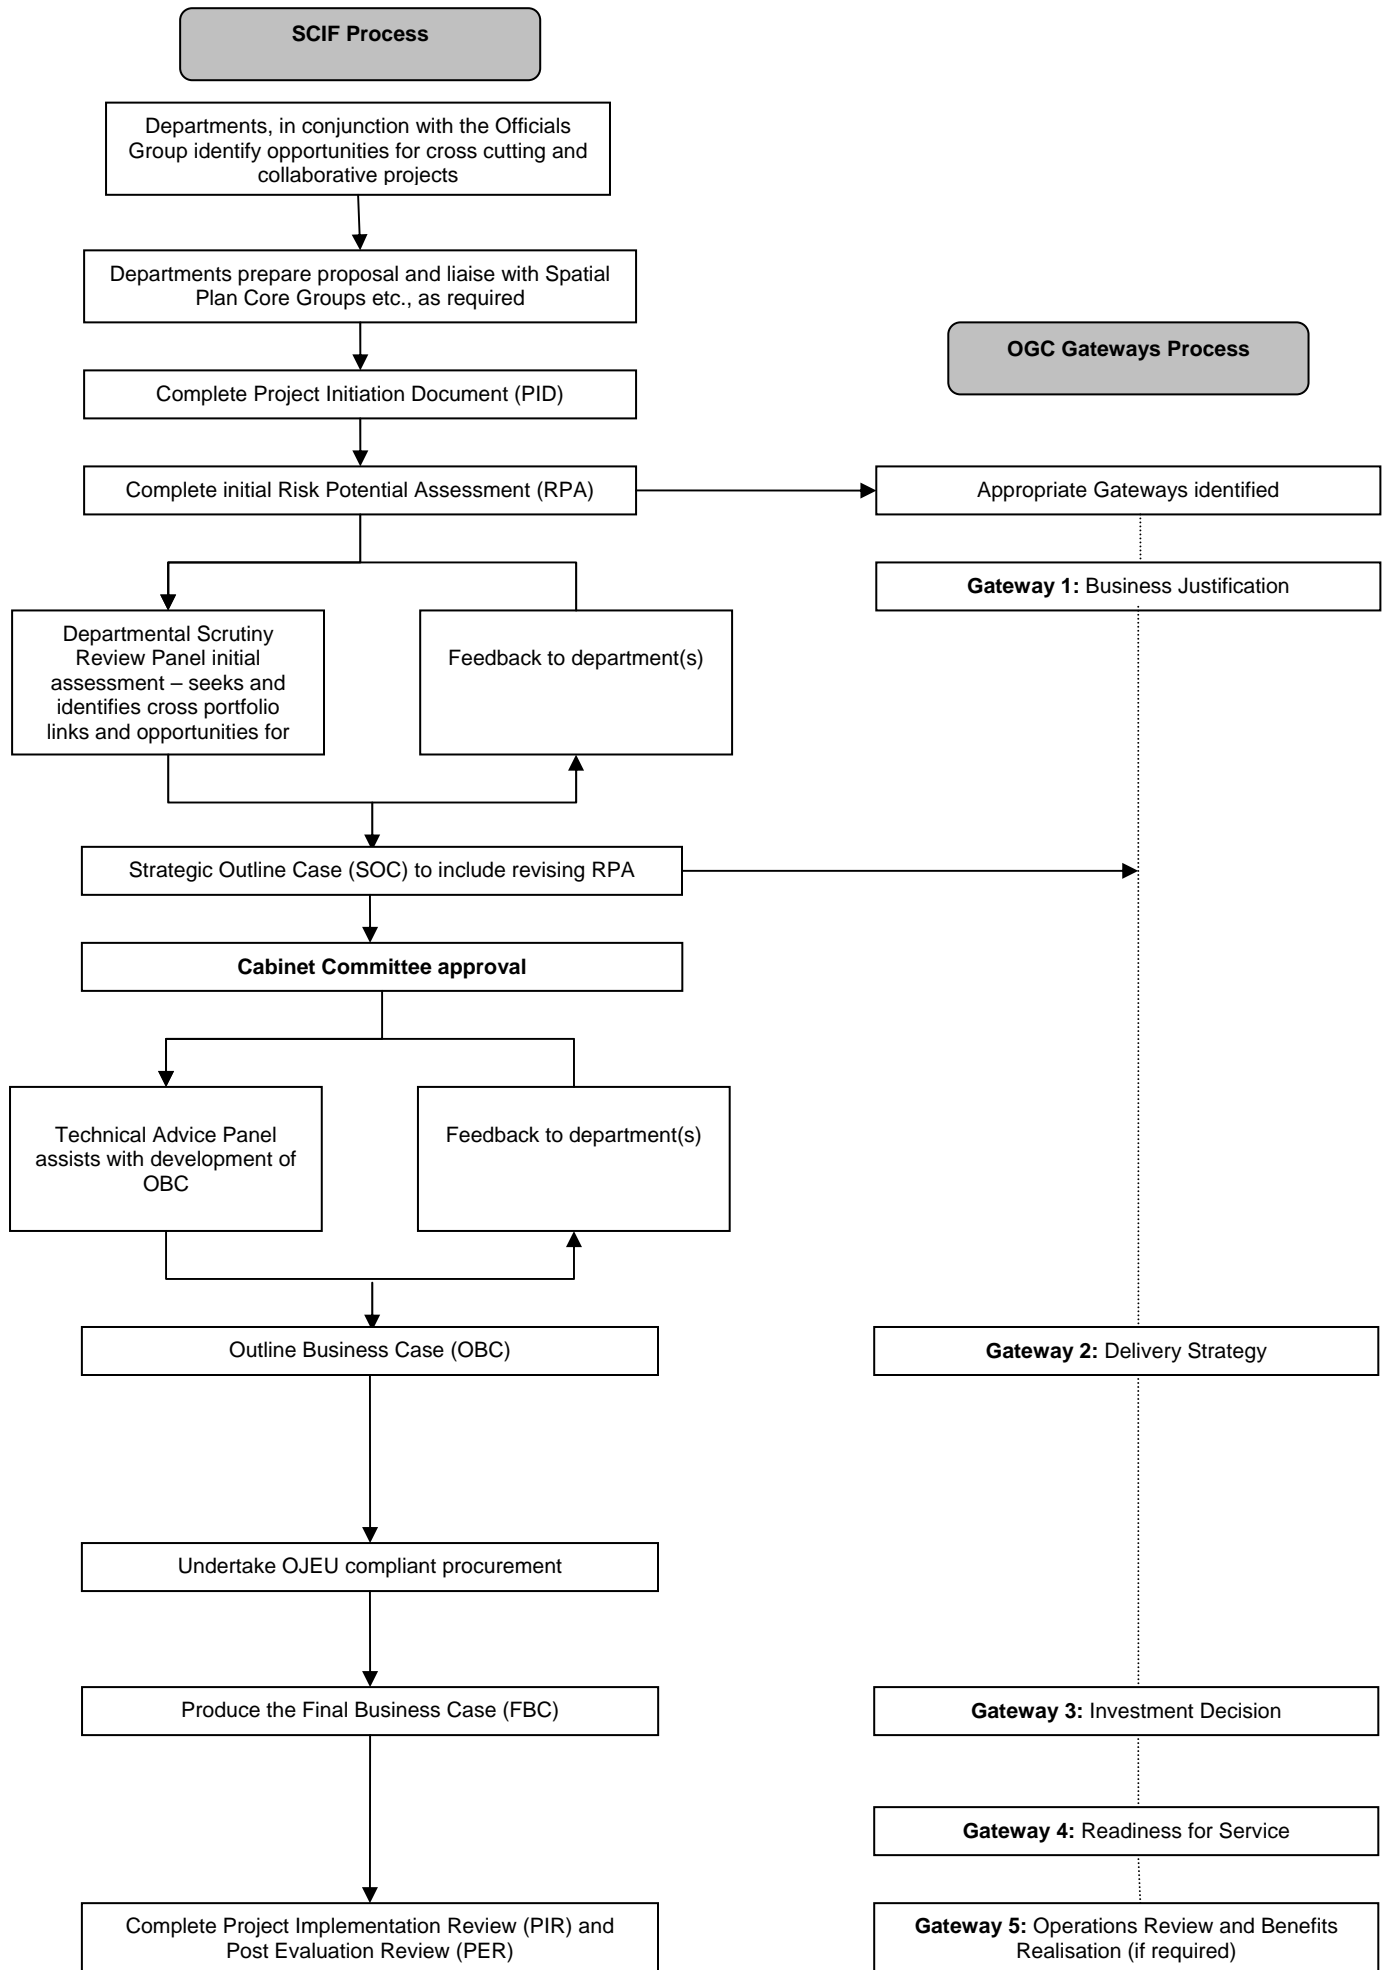 SCIF Process
Departments, in conjunction with the Officials
Group identify opportunities for cross cutting and
collaborative projects
Departments prepare proposal and liaise with Spatial
Plan Core Groups etc., as required
OGC Gateways Process
Complete Project Initiation Document (PID)
Complete initial Risk Potential Assessment (RPA)
Appropriate Gateways identified
Gateway 1: Business Justification
Departmental Scrutiny
Review Panel initial
assessment – seeks and
identifies cross portfolio
links and opportunities for
Feedback to department(s)
Strategic Outline Case (SOC) to include revising RPA
Cabinet Committee approval
Technical Advice Panel
assists with development of
OBC
Feedback to department(s)
Outline Business Case (OBC)
Gateway 2: Delivery Strategy
Undertake OJEU compliant procurement
Produce the Final Business Case (FBC)
Gateway 3: Investment Decision
Gateway 4: Readiness for Service
Complete Project Implementation Review (PIR) and
Post Evaluation Review (PER)
Gateway 5: Operations Review and Benefits
Realisation (if required)